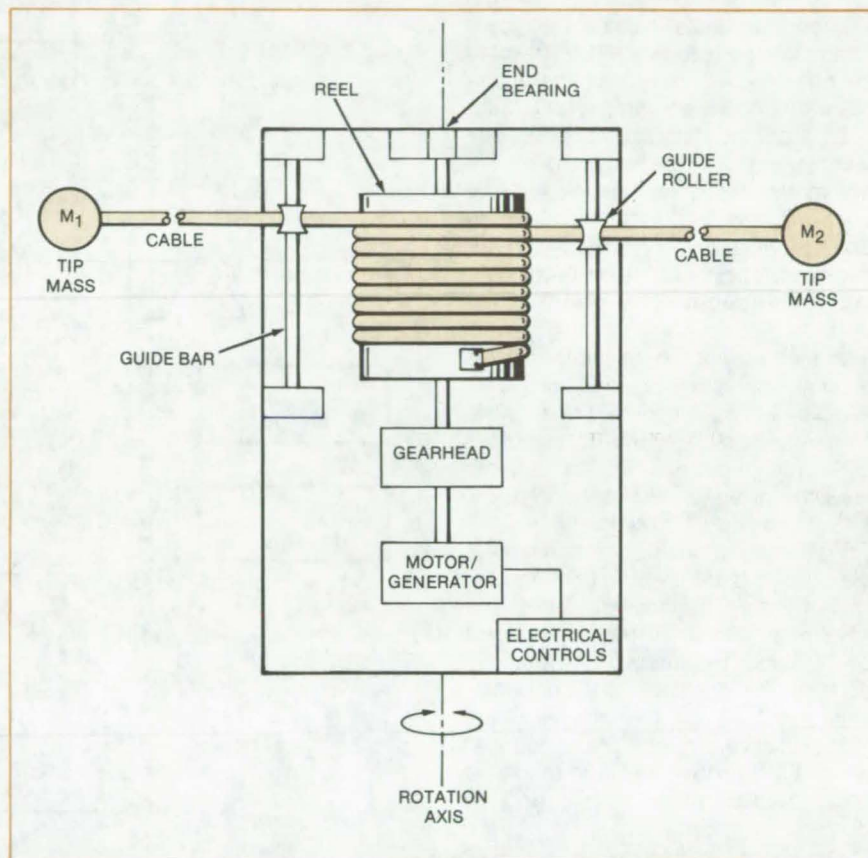 END
BEARING
REEL
GUIDE
ROLLER
M₁
M₂
CABLE
CABLE
TIP
MASS
TIP
MASS
GUIDE BAR
GEARHEAD
MOTOR/
GENERATOR
ELECTRICAL
CONTROLS
ROTATION
AXIS